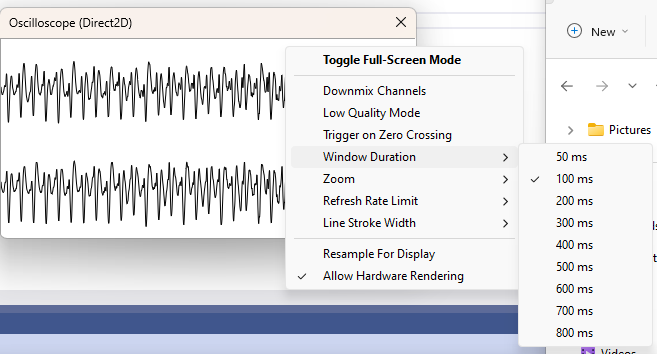 Oscilloscope (Direct2D)
New
Toggle Full-Screen Mode
Downmix Channels
Low Quality Mode
Trigger on Zero Crossing
Window Duration
Zoom
Refresh Rate Limit
Line Stroke Width
Resample For Display
Allow Hardware Rendering
Pictures
50 ms
100 ms
200 ms
300 ms
400 ms
500 ms
600 ms
700 ms
800 ms
Videos